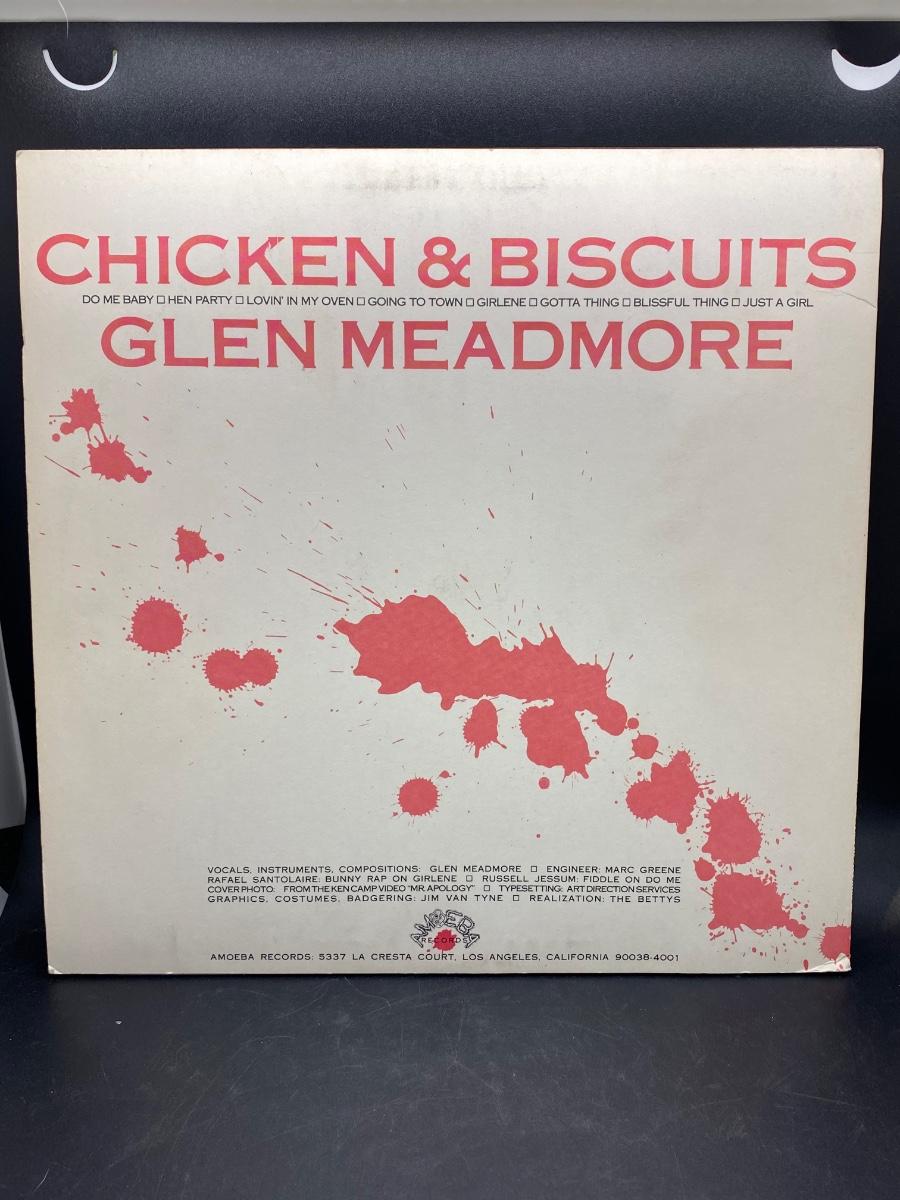 CHICKEN & BISCUITS
DO ME BABY □ HEN PARTY □ LOVIN' IN MY OVEN □ GOING TO TOWN □ GIRLENE □ GOTTA THING □ BLISSFUL THING □ JUST A GIRL
GLEN MEADMORE
VOCALS, INSTRUMENTS, COMPOSITIONS: GLEN MEADMORE □ ENGINEER: MARC GREENE
RAFAEL SANTOLAIRE: BUNNY RAP ON GIRLENE □ RUSSELL JESSUM: FIDDLE ON DO ME
COVER PHOTO: FROM THE KEN CAMP VIDEO "MR. APOLOGY" □ TYPESETTING: ART DIRECTION SERVICES
GRAPHICS, COSTUMES, BADGERING: JIM VAN TYNE □ REALIZATION: THE BETTYS
AMOEBA
RECORDS
AMOEBA RECORDS: 5337 LA CRESTA COURT, LOS ANGELES, CALIFORNIA 90038-4001